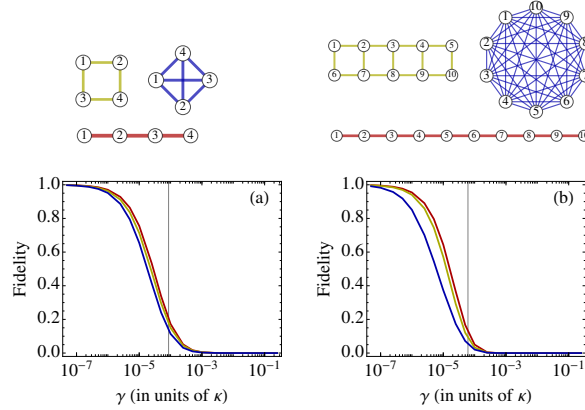 1 2
3 4
4
1 3
2
1 2 3 4
1 2 3 4 5
6 7 8 9 10
10
1 9
2 8
3 7
4 6
5
1 2 3 4 5 6 7 8 9 10
(a)
Fidelity
1.0
0.8
0.6
0.4
0.2
0.0
10⁻⁷ 10⁻⁵ 10⁻³ 10⁻¹
γ (in units of κ)
(b)
Fidelity
1.0
0.8
0.6
0.4
0.2
0.0
10⁻⁷ 10⁻⁵ 10⁻³ 10⁻¹
γ (in units of κ)